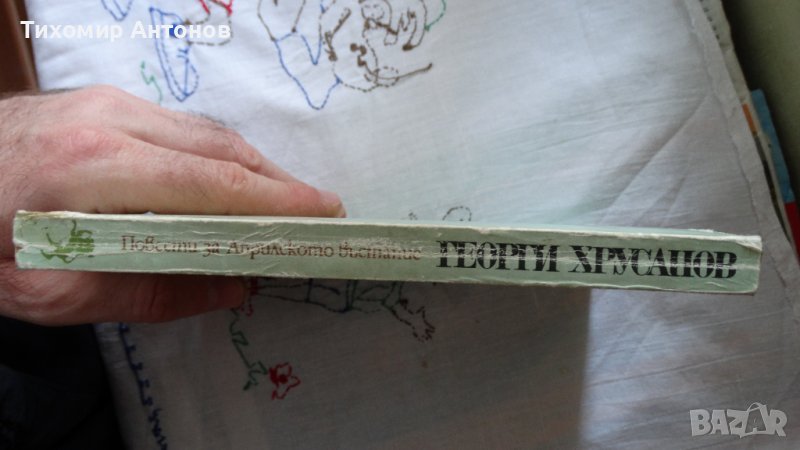 Тихомир Антонов
Повести за Априлското въстание ГЕОРГИ ХРУСАНОВ
BAZAR